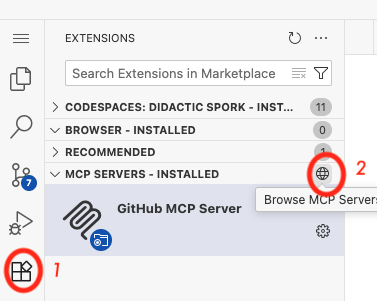 EXTENSIONS
Search Extensions in Marketplace
CODESPACES: DIDACTIC SPORK - INST... 11
BROWSER - INSTALLED 0
RECOMMENDED 1
MCP SERVERS - INSTALLED
2
Browse MCP Servers
GitHub MCP Server
7
1